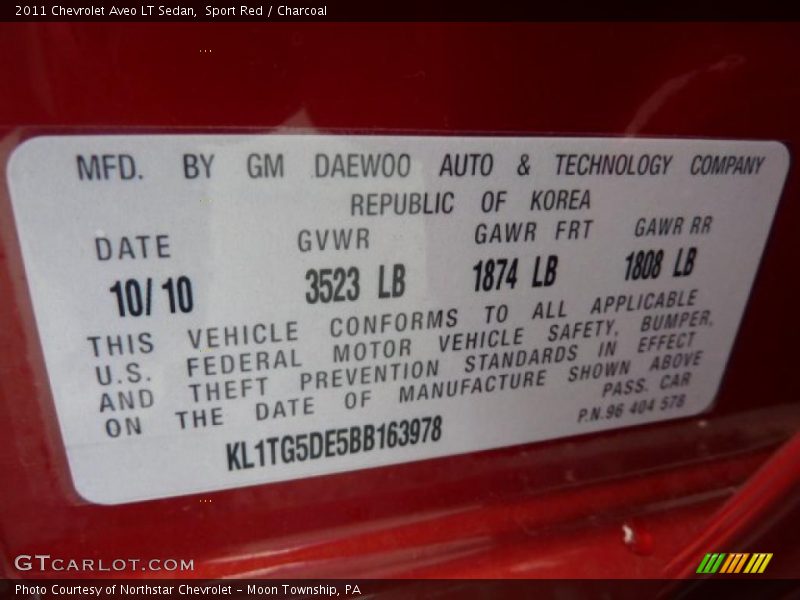 2011 Chevrolet Aveo LT Sedan, Sport Red / Charcoal
MFD. BY GM DAEWOO AUTO & TECHNOLOGY COMPANY
REPUBLIC OF KOREA
DATE GVWR GAWR FRT GAWR RR
10/10 3523 LB 1874 LB 1808 LB
THIS VEHICLE CONFORMS TO ALL APPLICABLE
U.S. FEDERAL MOTOR VEHICLE SAFETY, BUMPER,
AND THEFT PREVENTION STANDARDS IN EFFECT
ON THE DATE OF MANUFACTURE SHOWN ABOVE
PASS. CAR
KL1TG5DE5BB163978 P.N.96 404 578
GTCARLOT.COM
Photo Courtesy of Northstar Chevrolet - Moon Township, PA